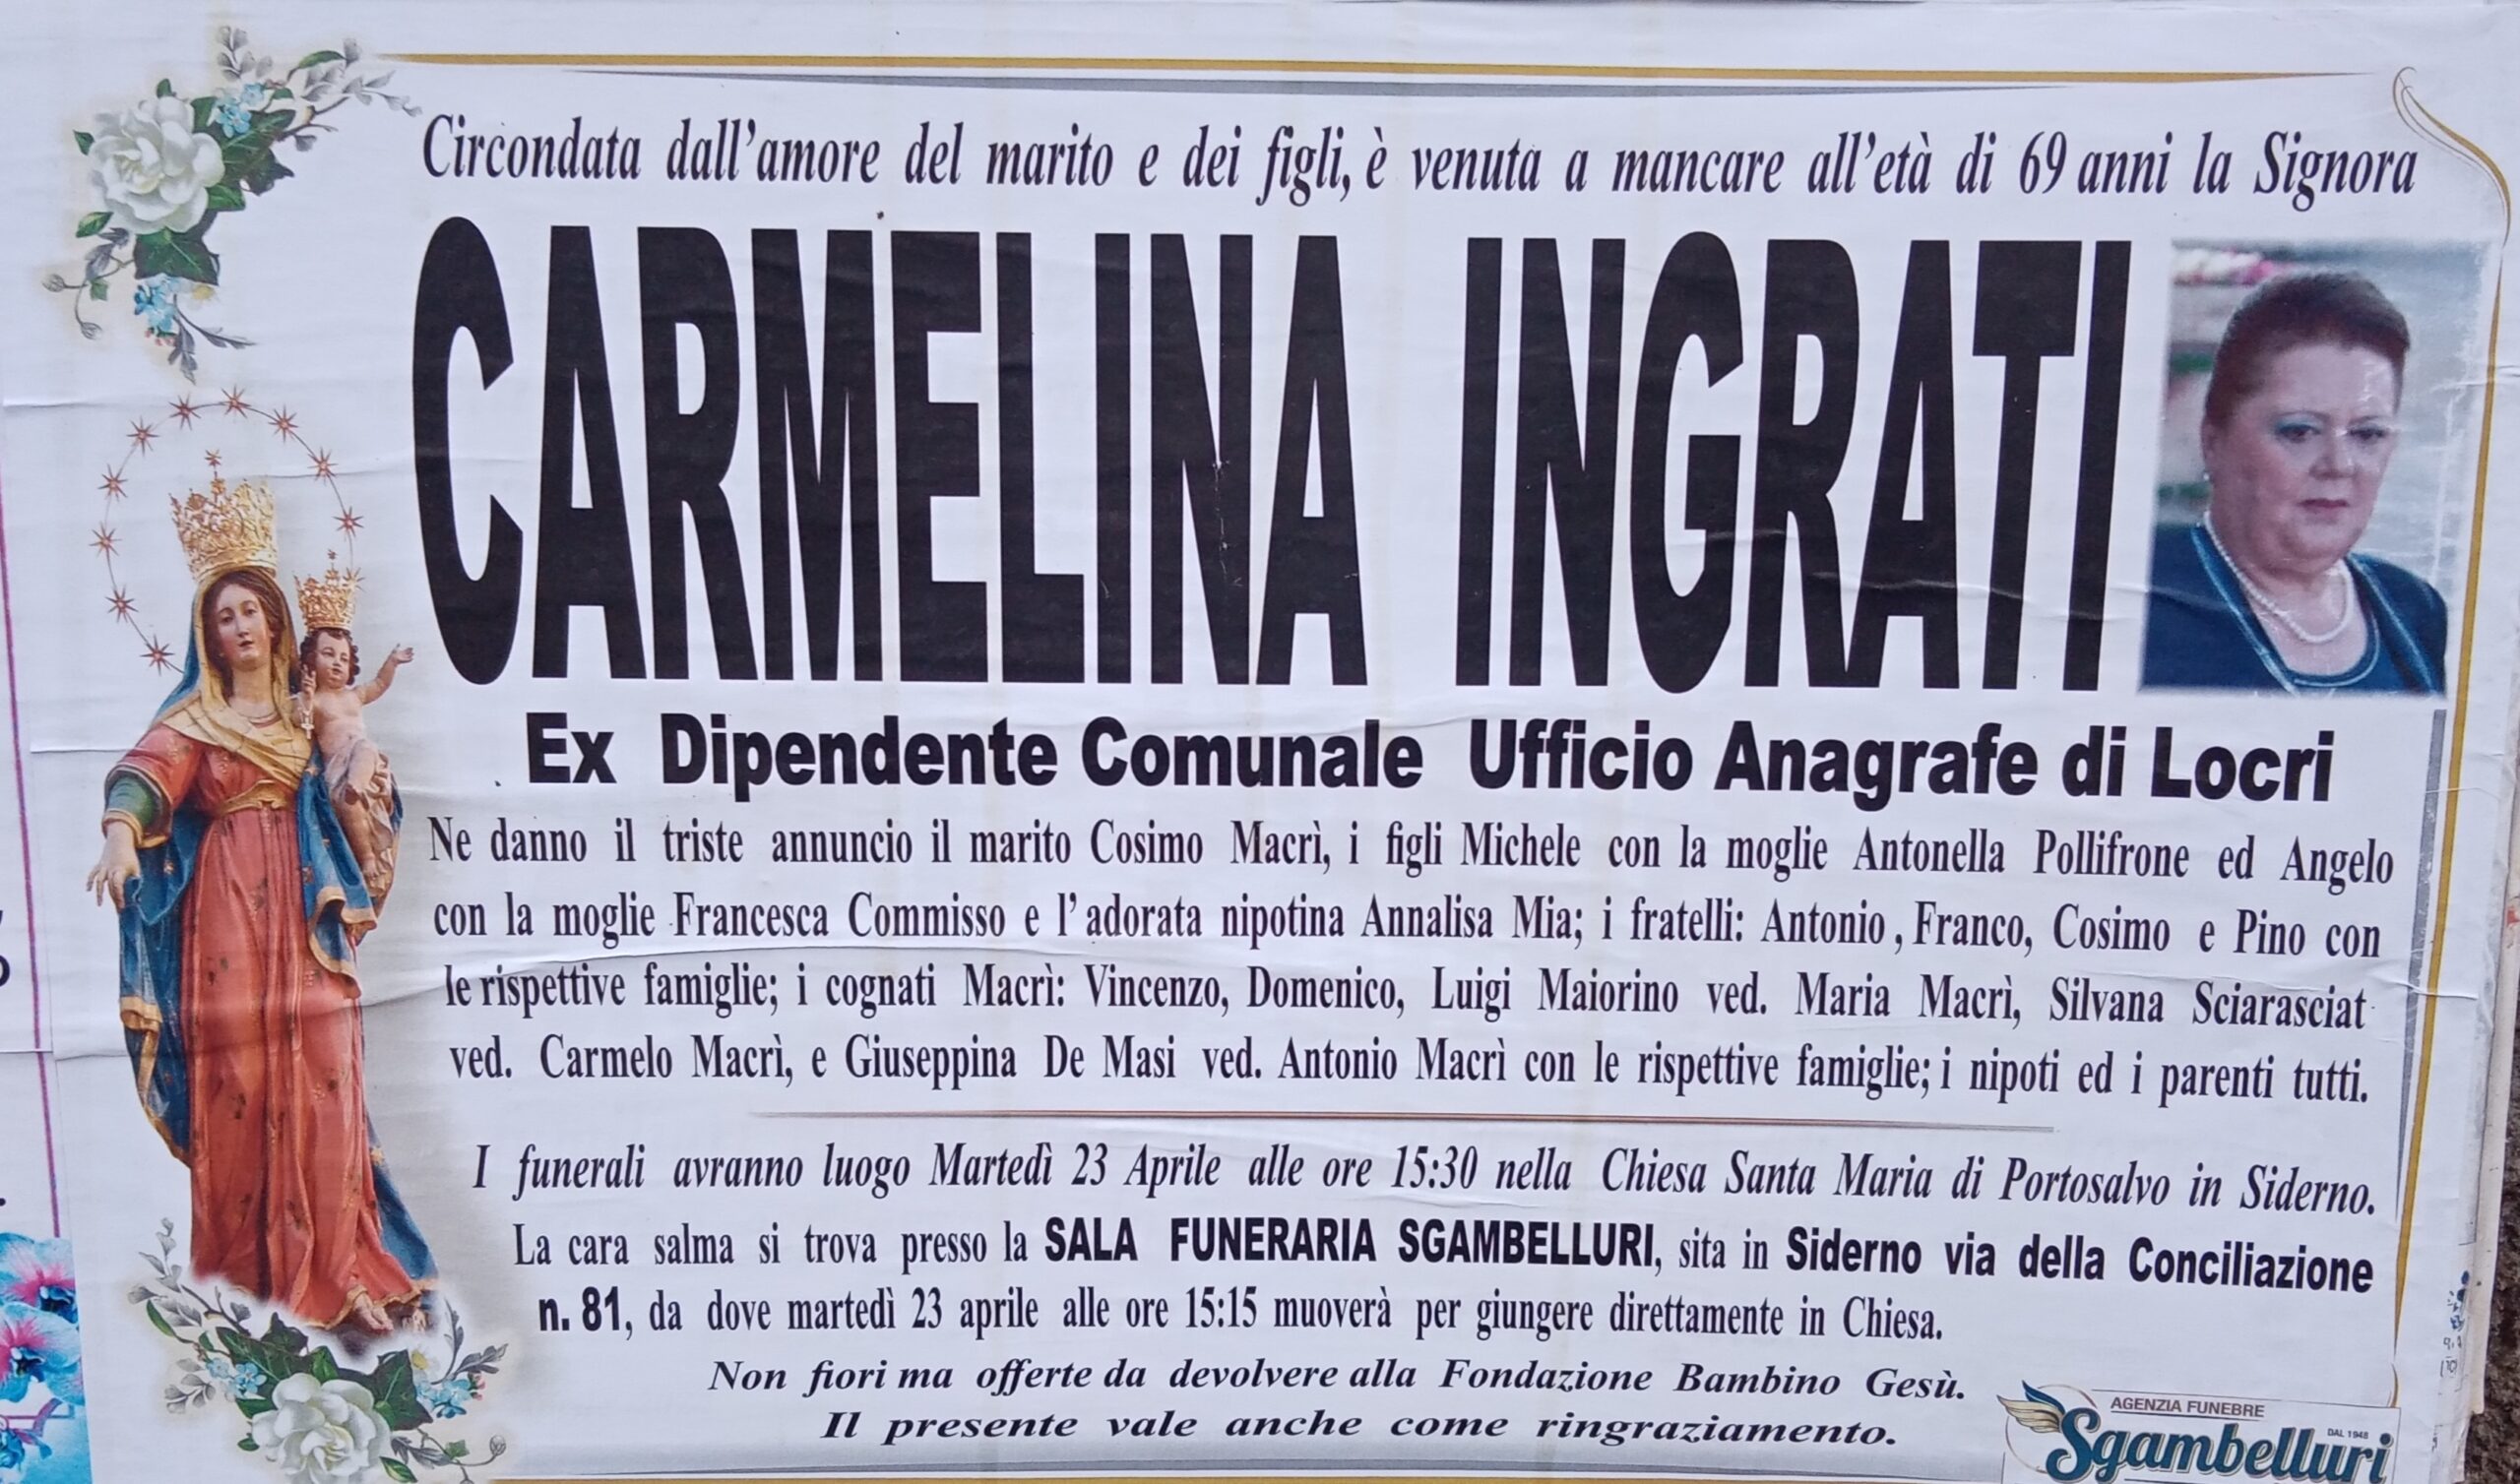 Circondata dall'amore del marito e dei figli, è venuta a mancare all'età di 69 anni la Signora
CARMELINA INGRATI
Ex Dipendente Comunale Ufficio Anagrafe di Locri
Ne danno il triste annuncio il marito Cosimo Macrì, i figli Michele con la moglie Antonella Pollifrone ed Angelo
con la moglie Francesca Commisso e l'adorata nipotina Annalisa Mia; i fratelli: Antonio, Franco, Cosimo e Pino con
le rispettive famiglie; i cognati Macrì: Vincenzo, Domenico, Luigi Maiorino ved. Maria Macrì, Silvana Sciarasciat
ved. Carmelo Macrì, e Giuseppina De Masi ved. Antonio Macrì con le rispettive famiglie; i nipoti ed i parenti tutti.
I funerali avranno luogo Martedì 23 Aprile alle ore 15:30 nella Chiesa Santa Maria di Portosalvo in Siderno.
La cara salma si trova presso la SALA FUNERARIA SGAMBELLURI, sita in Siderno via della Conciliazione
n. 81, da dove martedì 23 aprile alle ore 15:15 muoverà per giungere direttamente in Chiesa.
Non fiori ma offerte da devolvere alla Fondazione Bambino Gesù.
Il presente vale anche come ringraziamento.
AGENZIA FUNEBRE
DAL 1948
Sgambelluri